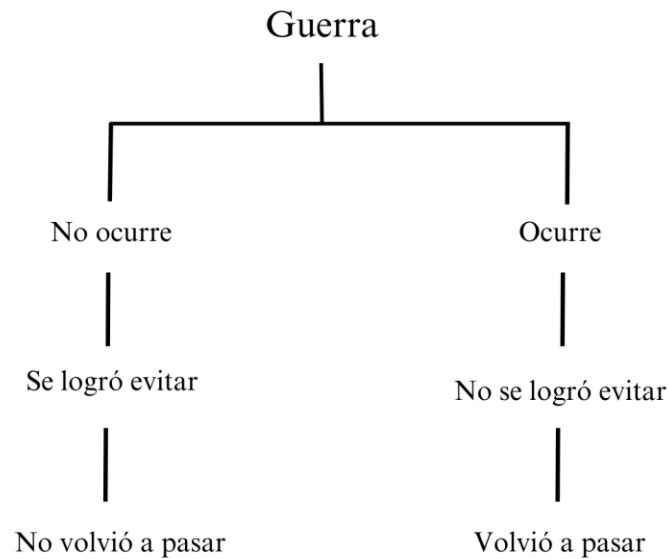 Guerra
No ocurre
Ocurre
Se logró evitar
No se logró evitar
No volvió a pasar
Volvió a pasar